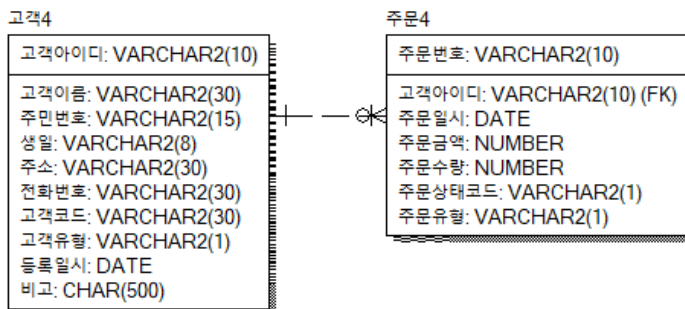 고객4
고객아이디: VARCHAR2(10)
고객이름: VARCHAR2(30)
주민번호: VARCHAR2(15)
생일: VARCHAR2(8)
주소: VARCHAR2(30)
전화번호: VARCHAR2(30)
고객코드: VARCHAR2(30)
고객유형: VARCHAR2(1)
등록일시: DATE
비고: CHAR(500)
주문4
주문번호: VARCHAR2(10)
고객아이디: VARCHAR2(10) (FK)
주문일시: DATE
주문금액: NUMBER
주문수량: NUMBER
주문상태코드: VARCHAR2(1)
주문유형: VARCHAR2(1)